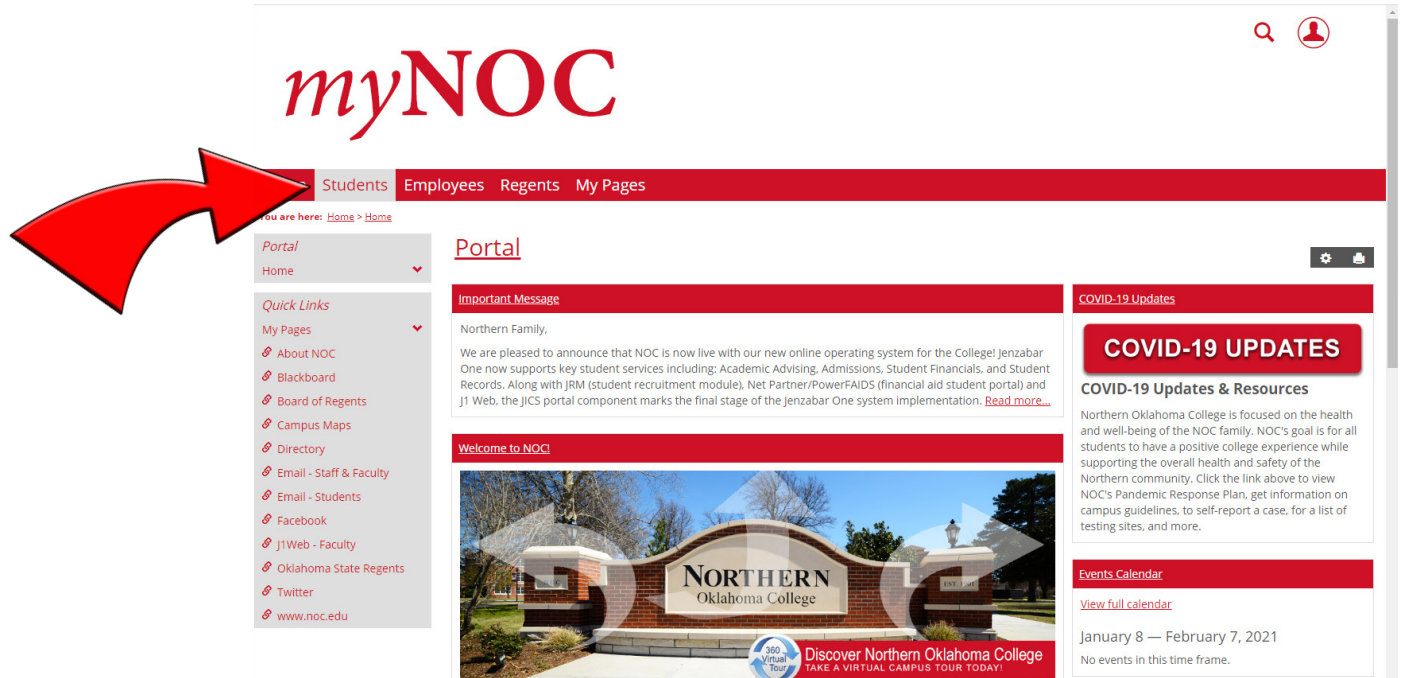 myNOC
Students Employees Regents My Pages
You are here: Home > Home
Portal
Home
Quick Links
My Pages
About NOC
Blackboard
Board of Regents
Campus Maps
Directory
Email - Staff & Faculty
Email - Students
Facebook
J1Web - Faculty
Oklahoma State Regents
Twitter
www.noc.edu
Portal
Important Message
Northern Family,
We are pleased to announce that NOC is now live with our new online operating system for the College! Jenzabar
One now supports key student services including: Academic Advising, Admissions, Student Financials, and Student
Records. Along with JRM (student recruitment module), Net Partner/PowerFAIDS (financial aid student portal) and
J1 Web, the JICS portal component marks the final stage of the Jenzabar One system implementation. Read more...
Welcome to NOC!
NORTHERN
Oklahoma College
EST. 1901
360
Virtual
Tour
Discover Northern Oklahoma College
TAKE A VIRTUAL CAMPUS TOUR TODAY!
COVID-19 Updates
COVID-19 UPDATES
COVID-19 Updates & Resources
Northern Oklahoma College is focused on the health
and well-being of the NOC family. NOC's goal is for all
students to have a positive college experience while
supporting the overall health and safety of the
Northern community. Click the link above to view
NOC's Pandemic Response Plan, get information on
campus guidelines, to self-report a case, for a list of
testing sites, and more.
Events Calendar
View full calendar
January 8 — February 7, 2021
No events in this time frame.